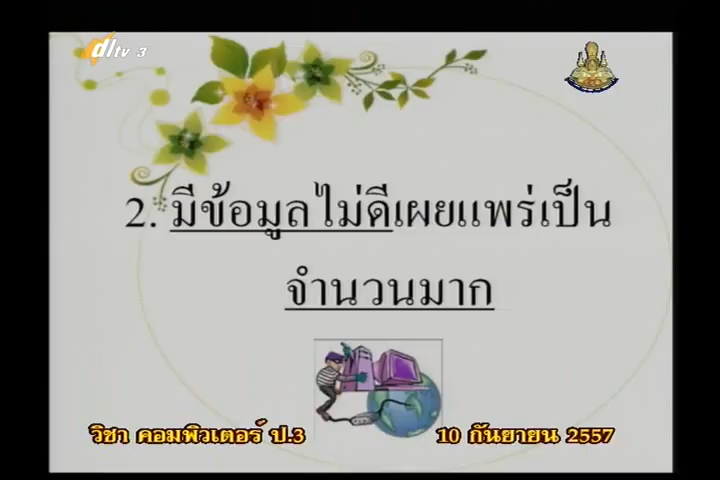 dltv 3
2. มีข้อมูลไม่ดีเผยแพร่เป็น
จำนวนมาก
วิชา คอมพิวเตอร์ ป.3
10 กันยายน 2557